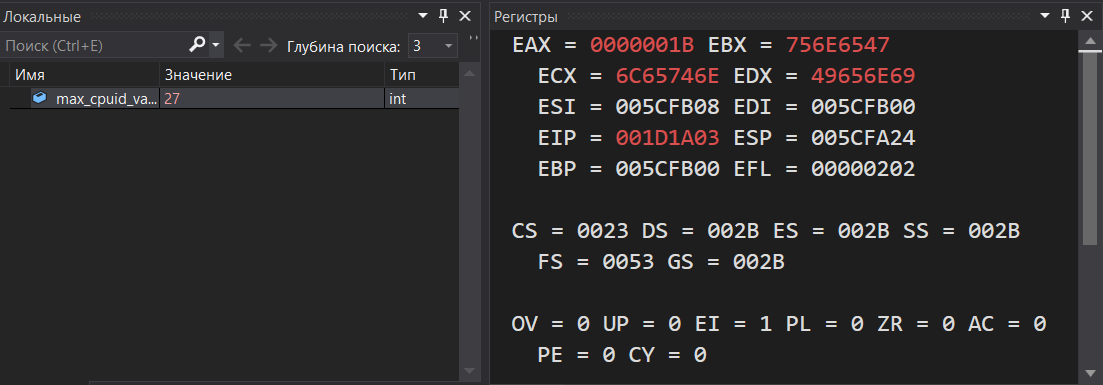 Локальные
Поиск (Ctrl+E)
Глубина поиска: 3
Имя Значение Тип
max_cpuid_va... 27 int
Регистры
EAX = 0000001B EBX = 756E6547
ECX = 6C65746E EDX = 49656E69
ESI = 005CFB08 EDI = 005CFB00
EIP = 001D1A03 ESP = 005CFA24
EBP = 005CFB00 EFL = 00000202
CS = 0023 DS = 002B ES = 002B SS = 002B
FS = 0053 GS = 002B
OV = 0 UP = 0 EI = 1 PL = 0 ZR = 0 AC = 0
PE = 0 CY = 0